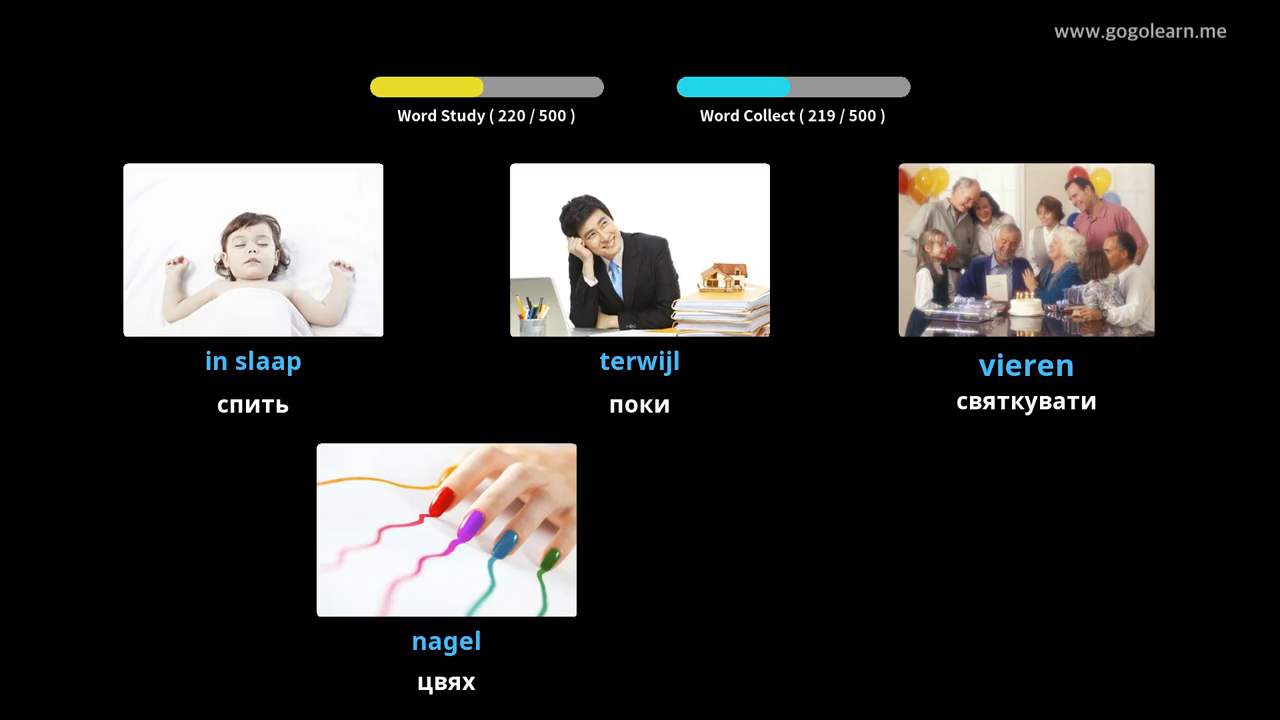 www.gogolearn.me
Word Study ( 220 / 500 )
Word Collect ( 219 / 500 )
in slaap
terwijl
vieren
спить
поки
святкувати
nagel
цвях